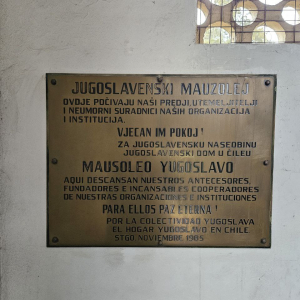 JUGOSLAVENSKI MAUZOLEJ
OVDJE POČIVAJU NAŠI PREDJI, UTEMELJITELJI
I NEUMORNI SURADNICI NAŠIH ORGANIZACIJA
I INSTITUCIJA.
VJEČAN IM POKOJ!
ZA JUGOSLAVENSKU NASEOBINU
JUGOSLAVENSKI DOM U ČILEU
MAUSOLEO YUGOSLAVO
AQUI DESCANSAN NUESTROS ANTECESORES,
FUNDADORES E INCANSABLES COOPERADORES
DE NUESTRAS ORGANIZACIONES E INSTITUCIONES
PARA ELLOS PAZ ETERNA!
POR LA COLECTIVIDAD YUGOSLAVA
EL HOGAR YUGOSLAVO EN CHILE
STGO. NOVIEMBRE 1985